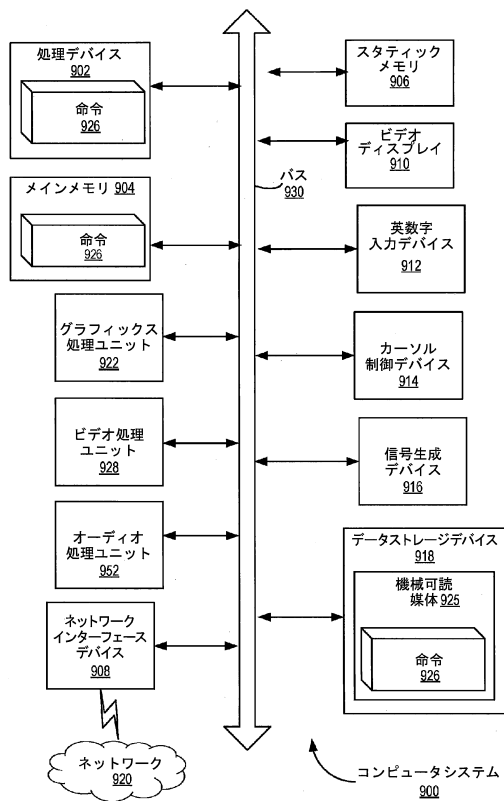 処理デバイス
902
命令
926
メインメモリ 904
命令
926
グラフィックス
処理ユニット
922
ビデオ処理
ユニット
928
オーディオ
処理ユニット
952
ネットワーク
インターフェース
デバイス
908
ネットワーク
920
バス
930
スタティック
メモリ
906
ビデオ
ディスプレイ
910
英数字
入力デバイス
912
カーソル
制御デバイス
914
信号生成
デバイス
916
データストレージデバイス
918
機械可読
媒体 925
命令
926
コンピュータシステム
900